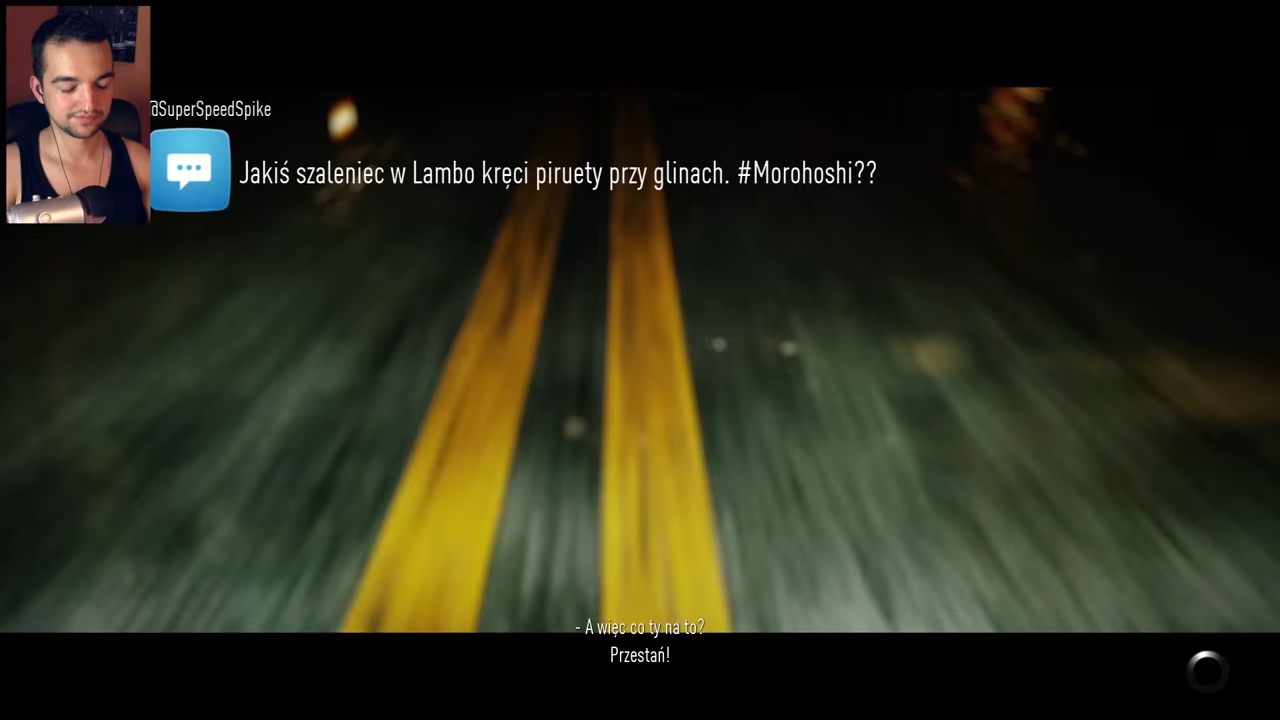 @SuperSpeedSpike
Jakiś szaleniec w Lambo kręci piruety przy glinach. #Morohoshi??
- A więc co ty na to?
Przestań!